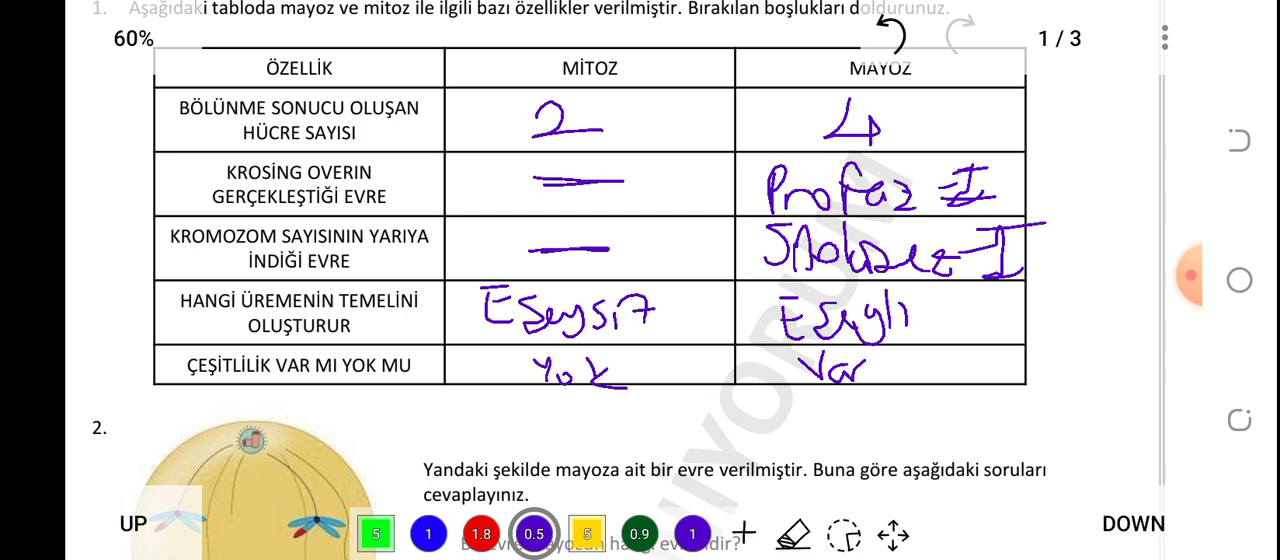 1. Aşağıdaki tabloda mayoz ve mitoz ile ilgili bazı özellikler verilmiştir. Bırakılan boşlukları doldurunuz.
60%
1 / 3
ÖZELLİK MİTOZ MAYOZ
BÖLÜNME SONUCU OLUŞAN
HÜCRE SAYISI
2 4
KROSİNG OVERIN
GERÇEKLEŞTİĞİ EVRE
Profaz I
KROMOZOM SAYISININ YARIYA
İNDİĞİ EVRE
I
HANGİ ÜREMENİN TEMELİNİ
OLUŞTURUR
Eşeysiz Eşeyli
ÇEŞİTLİLİK VAR MI YOK MU Yok Var
2.
Yandaki şekilde mayoza ait bir evre verilmiştir. Buna göre aşağıdaki soruları
cevaplayınız.
UP 5 1 1.8 0.5 5 0.9 1 DOWN